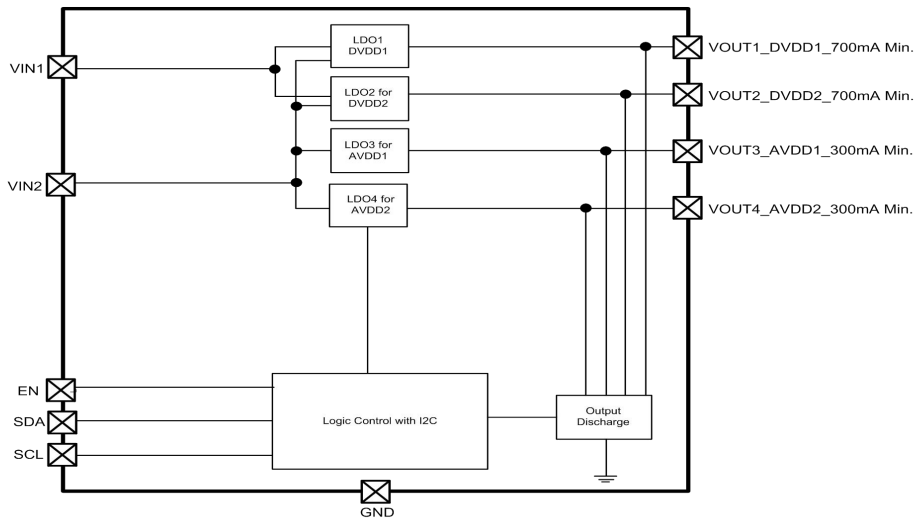 LDO1
DVDD1
VOUT1_DVDD1_700mA Min.
VIN1
LDO2 for
DVDD2
VOUT2_DVDD2_700mA Min.
LDO3 for
AVDD1
VOUT3_AVDD1_300mA Min.
VIN2
LDO4 for
AVDD2
VOUT4_AVDD2_300mA Min.
EN
SDA
SCL
Logic Control with I2C
Output
Discharge
GND